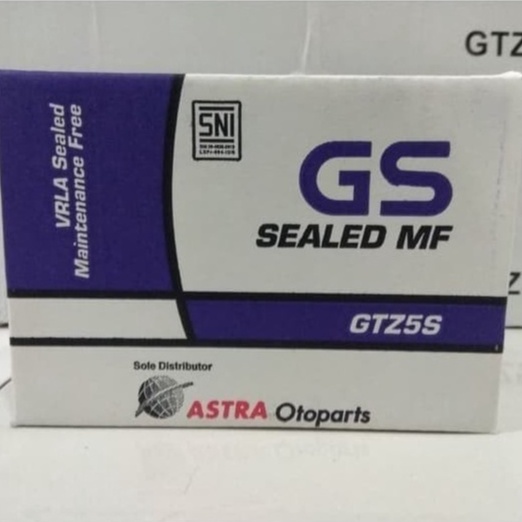 GTZ
VRLA Sealed
Maintenance Free
SNI
GS
SEALED MF
GTZ5S
Sole Distributor
ASTRA Otoparts